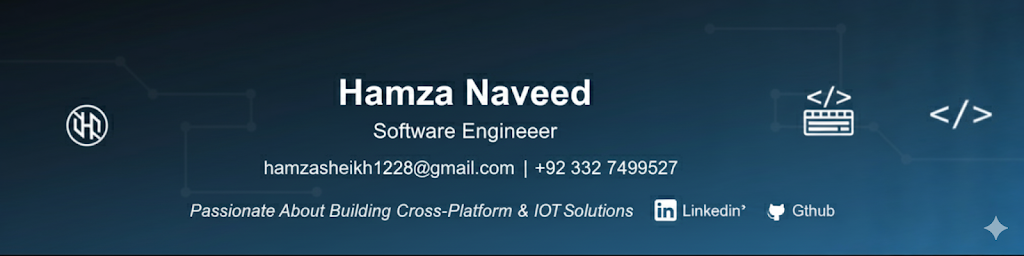 Hamza Naveed
</>
</>
Software Engineeer
hamzasheikh1228@gmail.com | +92 332 7499527
Passionate About Building Cross-Platform & IOT Solutions in Linkedin’ Gthub